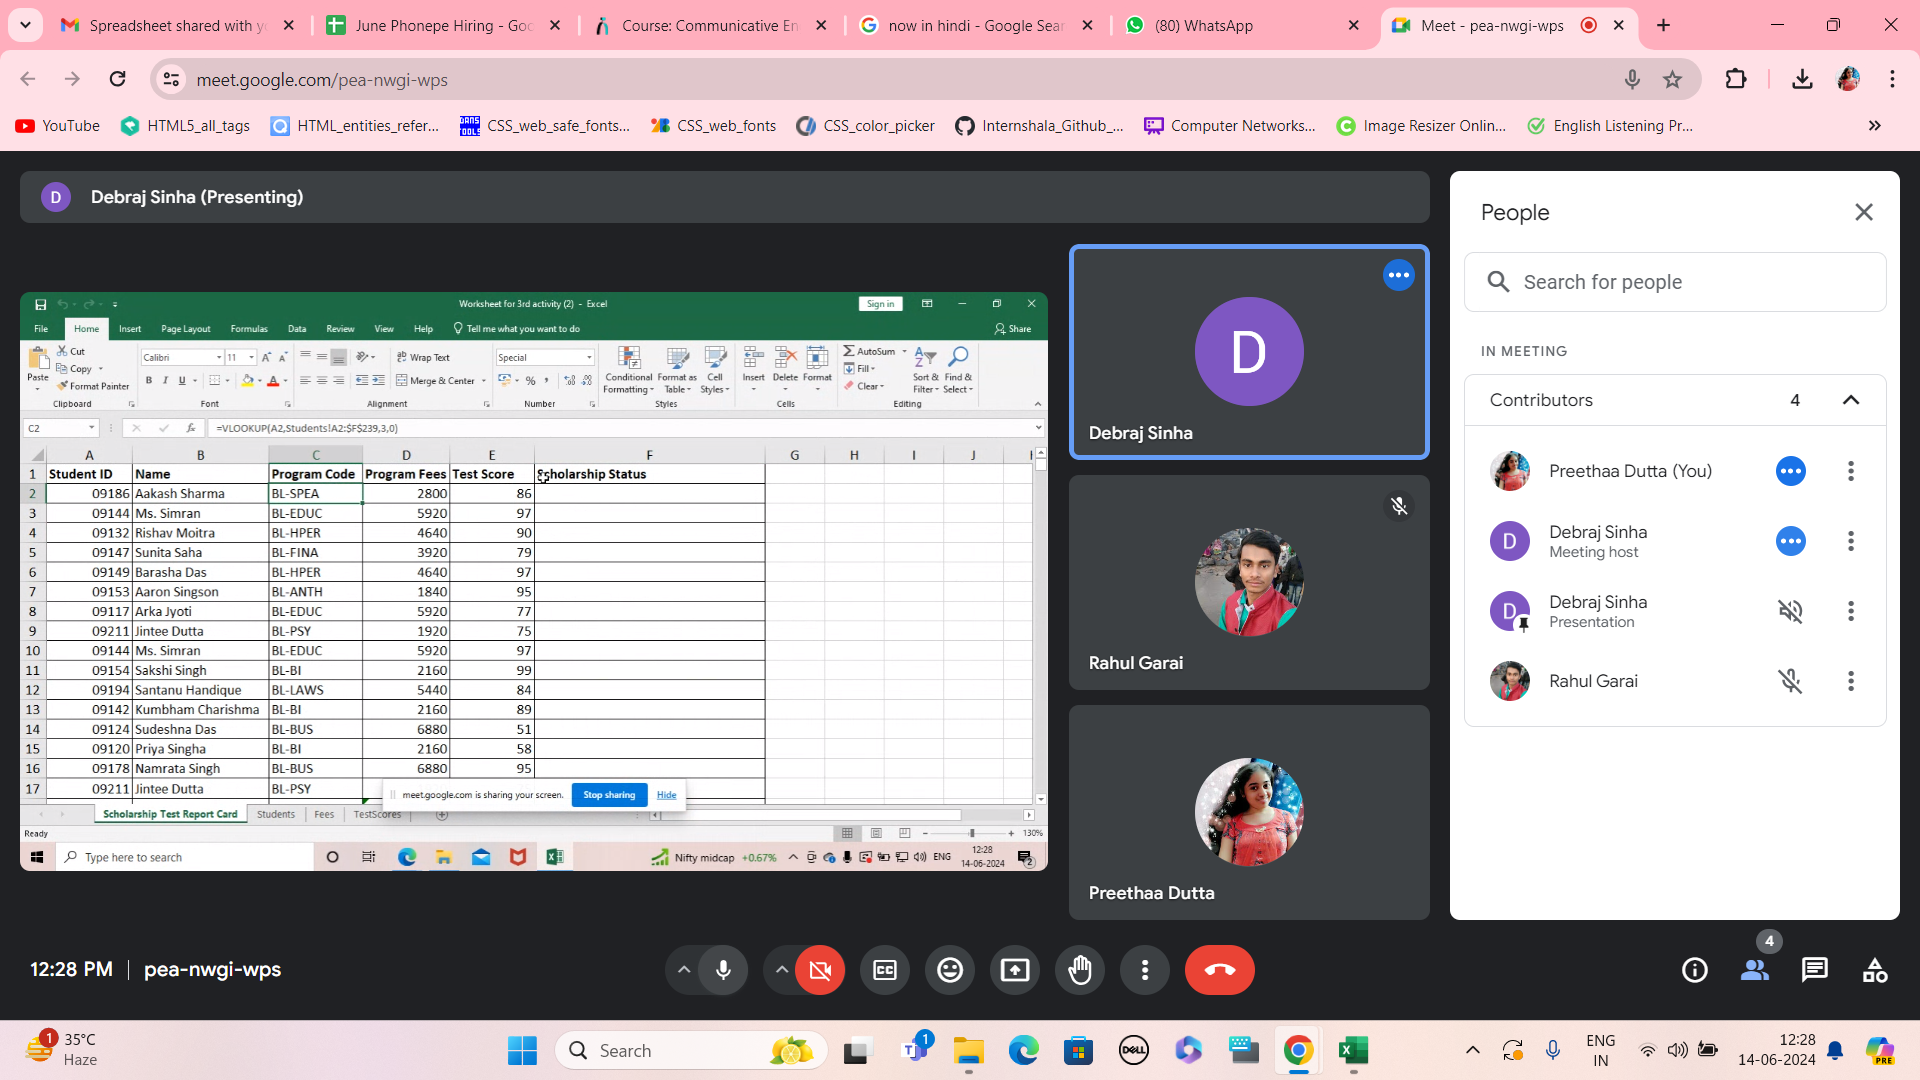 Spreadsheet shared with yo
June Phonepe Hiring - Goo
Course: Communicative En
now in hindi - Google Sear
(80) WhatsApp
Meet - pea-nwgi-wps
meet.google.com/pea-nwgi-wps
YouTube
HTML5_all_tags
HTML_entities_refer...
CSS_web_safe_fonts...
CSS_web_fonts
CSS_color_picker
Internshala_Github_...
Computer Networks...
Image Resizer Onlin...
English Listening Pr...
D Debraj Sinha (Presenting)
Worksheet for 3rd activity (2) - Excel
Sign in
File Home Insert Page Layout Formulas Data Review View Help Tell me what you want to do Share
Paste Cut Copy Format Painter
Calibri 11
B I U
Wrap Text
Merge & Center
Special
% ,
Conditional Formatting Format as Table Cell Styles
Insert Delete Format
AutoSum Fill Clear
Sort & Filter Find & Select
Clipboard Font Alignment Number Styles Cells Editing
C2 fx =VLOOKUP(A2,Students!A2:$F$239,3,0)
A B C D E F G H I J
1 Student ID Name Program Code Program Fees Test Score Scholarship Status
2 09186 Aakash Sharma BL-SPEA 2800 86
3 09144 Ms. Simran BL-EDUC 5920 97
4 09132 Rishav Moitra BL-HPER 4640 90
5 09147 Sunita Saha BL-FINA 3920 79
6 09149 Barasha Das BL-HPER 4640 97
7 09153 Aaron Singson BL-ANTH 1840 95
8 09117 Arka Jyoti BL-EDUC 5920 77
9 09211 Jintee Dutta BL-PSY 1920 75
10 09144 Ms. Simran BL-EDUC 5920 97
11 09154 Sakshi Singh BL-BI 2160 99
12 09194 Santanu Handique BL-LAWS 5440 84
13 09142 Kumbham Charishma BL-BI 2160 89
14 09124 Sudeshna Das BL-BUS 6880 51
15 09120 Priya Singha BL-BI 2160 58
16 09178 Namrata Singh BL-BUS 6880 95
17 09211 Jintee Dutta BL-PSY
meet.google.com is sharing your screen. Stop sharing Hide
Scholarship Test Report Card Students Fees TestScores
Ready
130%
Type here to search
Nifty midcap +0.67%
ENG
12:28
14-06-2024
2
D
Debraj Sinha
Rahul Garai
Preethaa Dutta
People
Search for people
IN MEETING
Contributors 4
Preethaa Dutta (You)
D Debraj Sinha
Meeting host
D Debraj Sinha
Presentation
Rahul Garai
12:28 PM pea-nwgi-wps
CC
4
1
35°C
Haze
Search
1
T
DELL
ENG
IN
12:28
14-06-2024
PRE